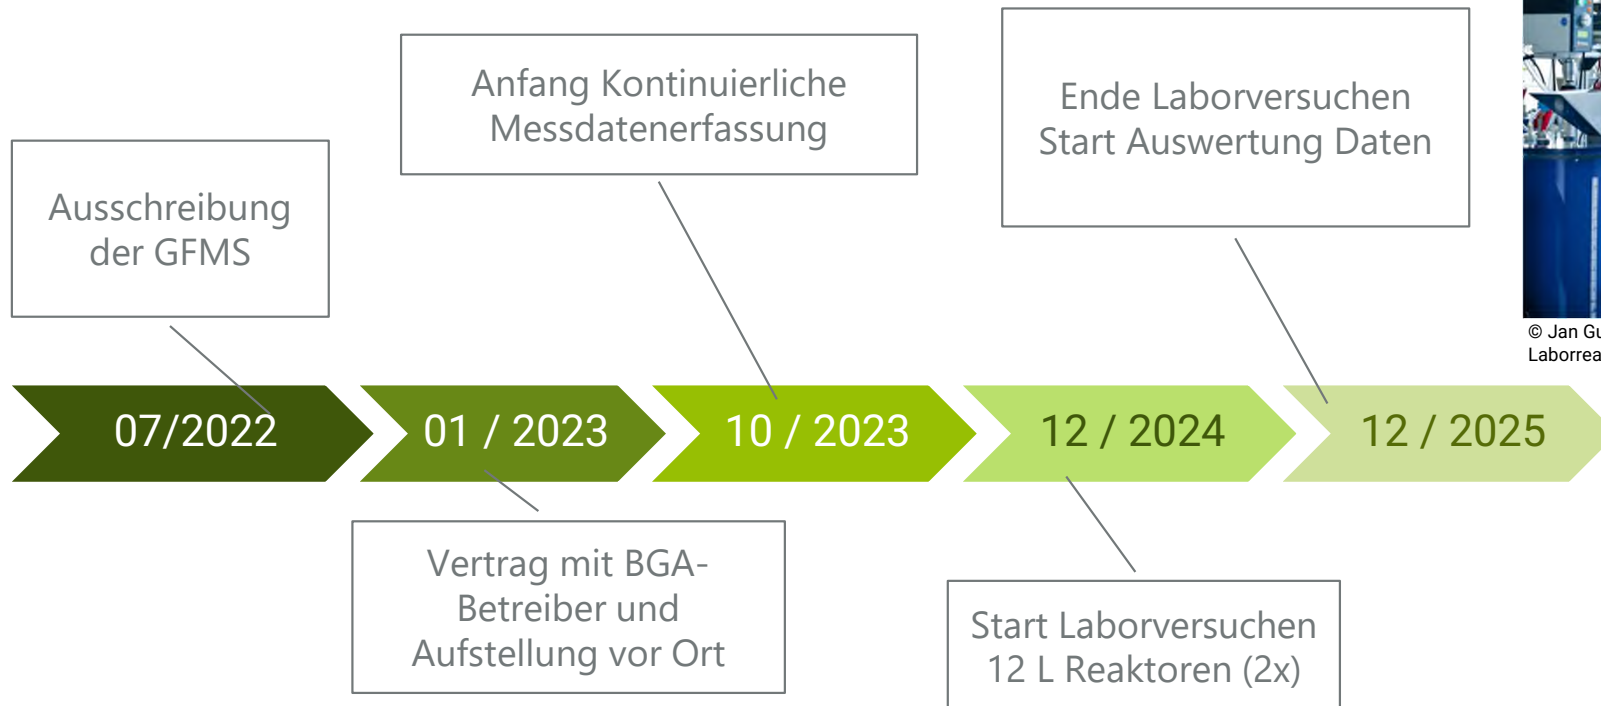 Anfang Kontinuierliche
Messdatenerfassung
Ende Laborversuchen
Start Auswertung Daten
Ausschreibung
der GFMS
© Jan
07/2022
01 / 2023
10 / 2023
12 / 2024
12 / 2025
Vertrag mit BGA-
Betreiber und
Aufstellung vor Ort
Start Laborversuchen
12 L Reaktoren (2x)